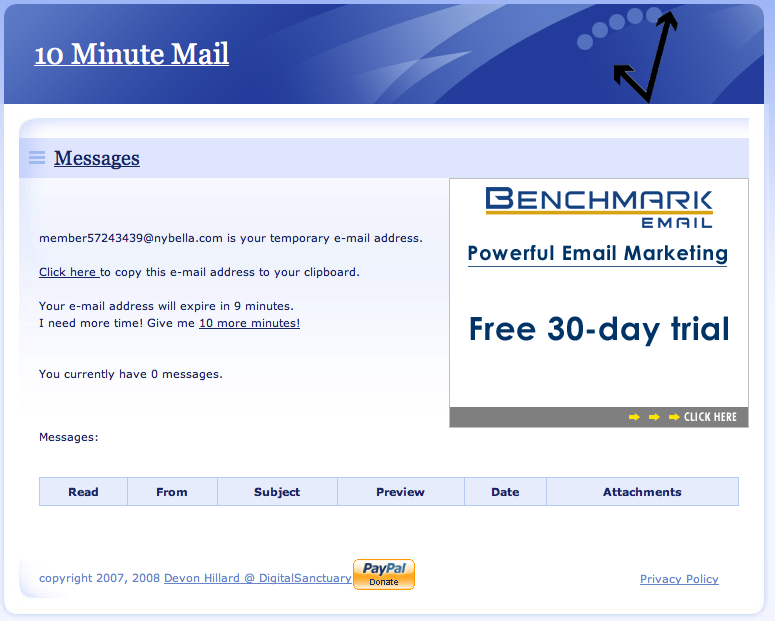 10 Minute Mail
Messages
member57243439@nybella.com is your temporary e-mail address.
Click here to copy this e-mail address to your clipboard.
Your e-mail address will expire in 9 minutes.
I need more time! Give me 10 more minutes!
You currently have 0 messages.
BENCHMARK
EMAIL
Powerful Email Marketing
Free 30-day trial
CLICK HERE
Messages:
Read From Subject Preview Date Attachments
copyright 2007, 2008 Devon Hillard @ DigitalSanctuary
PayPal
Donate
Privacy Policy